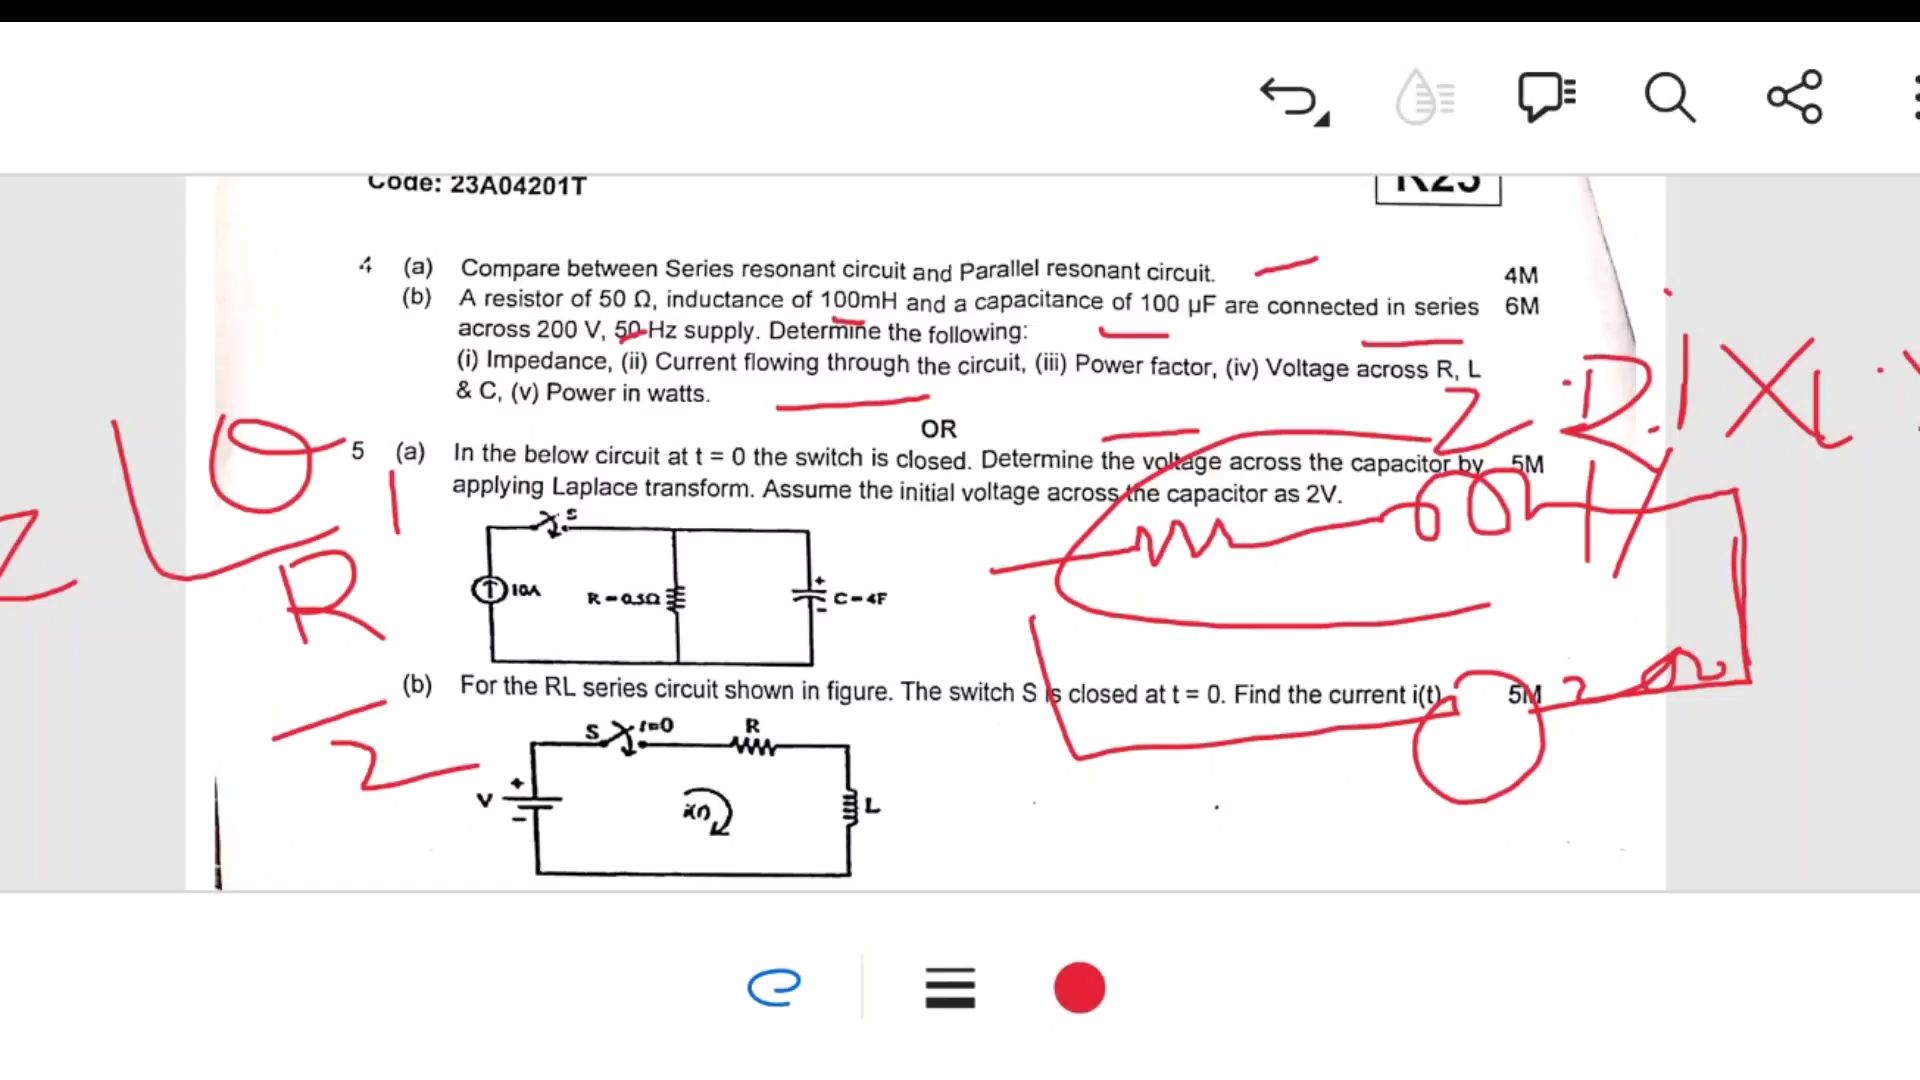 Code: 23A04201T
R23
4 (a) Compare between Series resonant circuit and Parallel resonant circuit. 4M
(b) A resistor of 50 Ω, inductance of 100mH and a capacitance of 100 µF are connected in series 6M
across 200 V, 50 Hz supply. Determine the following:
(i) Impedance, (ii) Current flowing through the circuit, (iii) Power factor, (iv) Voltage across R, L
& C, (v) Power in watts.
OR
5 (a) In the below circuit at t = 0 the switch is closed. Determine the voltage across the capacitor by 5M
applying Laplace transform. Assume the initial voltage across the capacitor as 2V.
S
10A
R=0.5Ω
+
C=4F
-
(b) For the RL series circuit shown in figure. The switch S is closed at t = 0. Find the current i(t). 5M
S t=0 R
+
V
-
L
R
Z